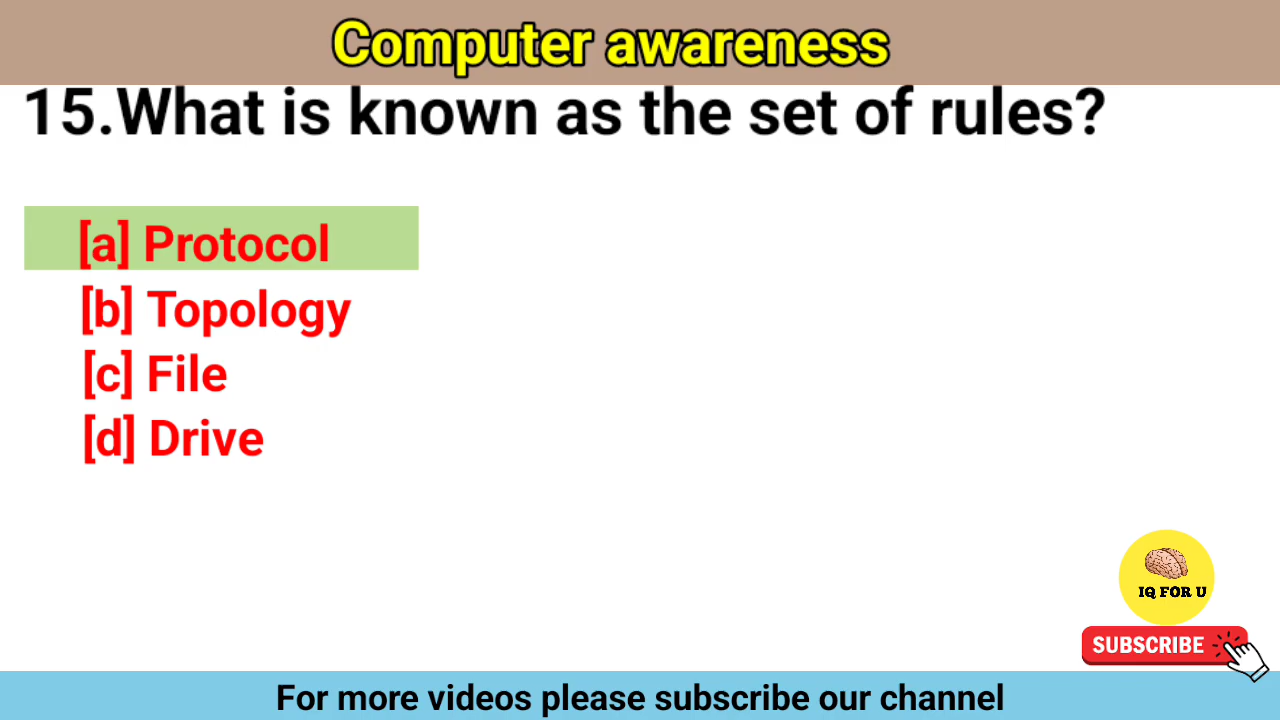 Computer awareness
15.What is known as the set of rules?
[a] Protocol
[b] Topology
[c] File
[d] Drive
IQ FOR U
SUBSCRIBE
For more videos please subscribe our channel